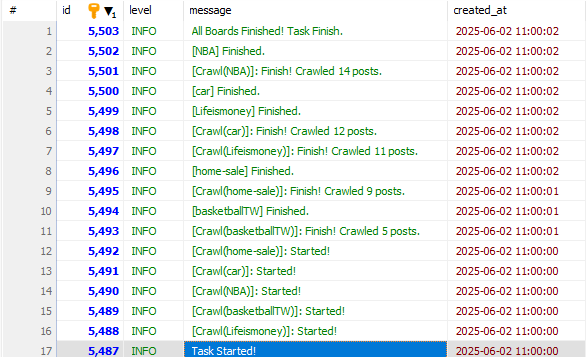 # id 1 level message created_at
1 5,503 INFO All Boards Finished! Task Finish. 2025-06-02 11:00:02
2 5,502 INFO [NBA] Finished. 2025-06-02 11:00:02
3 5,501 INFO [Crawl(NBA)]: Finish! Crawled 14 posts. 2025-06-02 11:00:02
4 5,500 INFO [car] Finished. 2025-06-02 11:00:02
5 5,499 INFO [Lifeismoney] Finished. 2025-06-02 11:00:02
6 5,498 INFO [Crawl(car)]: Finish! Crawled 12 posts. 2025-06-02 11:00:02
7 5,497 INFO [Crawl(Lifeismoney)]: Finish! Crawled 11 posts. 2025-06-02 11:00:02
8 5,496 INFO [home-sale] Finished. 2025-06-02 11:00:02
9 5,495 INFO [Crawl(home-sale)]: Finish! Crawled 9 posts. 2025-06-02 11:00:01
10 5,494 INFO [basketballTW] Finished. 2025-06-02 11:00:01
11 5,493 INFO [Crawl(basketballTW)]: Finish! Crawled 5 posts. 2025-06-02 11:00:01
12 5,492 INFO [Crawl(home-sale)]: Started! 2025-06-02 11:00:00
13 5,491 INFO [Crawl(car)]: Started! 2025-06-02 11:00:00
14 5,490 INFO [Crawl(NBA)]: Started! 2025-06-02 11:00:00
15 5,489 INFO [Crawl(basketballTW)]: Started! 2025-06-02 11:00:00
16 5,488 INFO [Crawl(Lifeismoney)]: Started! 2025-06-02 11:00:00
17 5,487 INFO Task Started! 2025-06-02 11:00:00